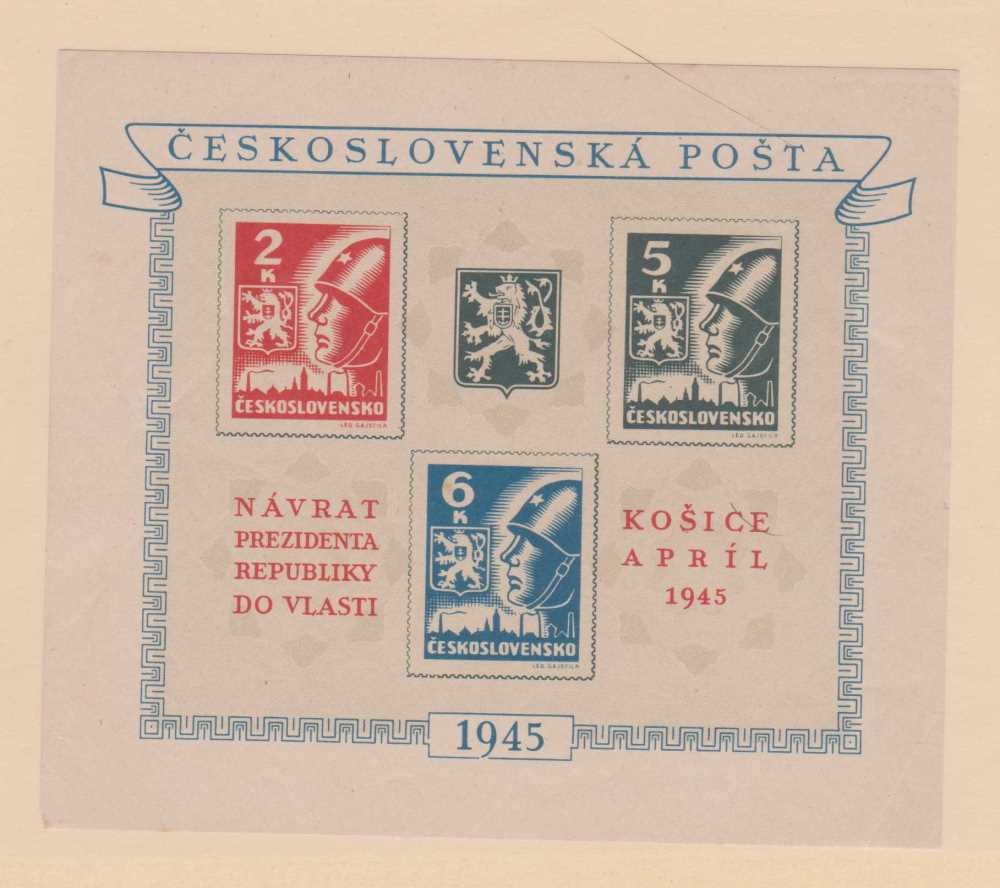 ČESKOSLOVENSKÁ POŠTA
2
K
ČESKOSLOVENSKO
5
K
ČESKOSLOVENSKO
NÁVRAT
PREZIDENTA
REPUBLIKY
DO VLASTI
6
K
ČESKOSLOVENSKO
KOŠICE
APRÍL
1945
1945